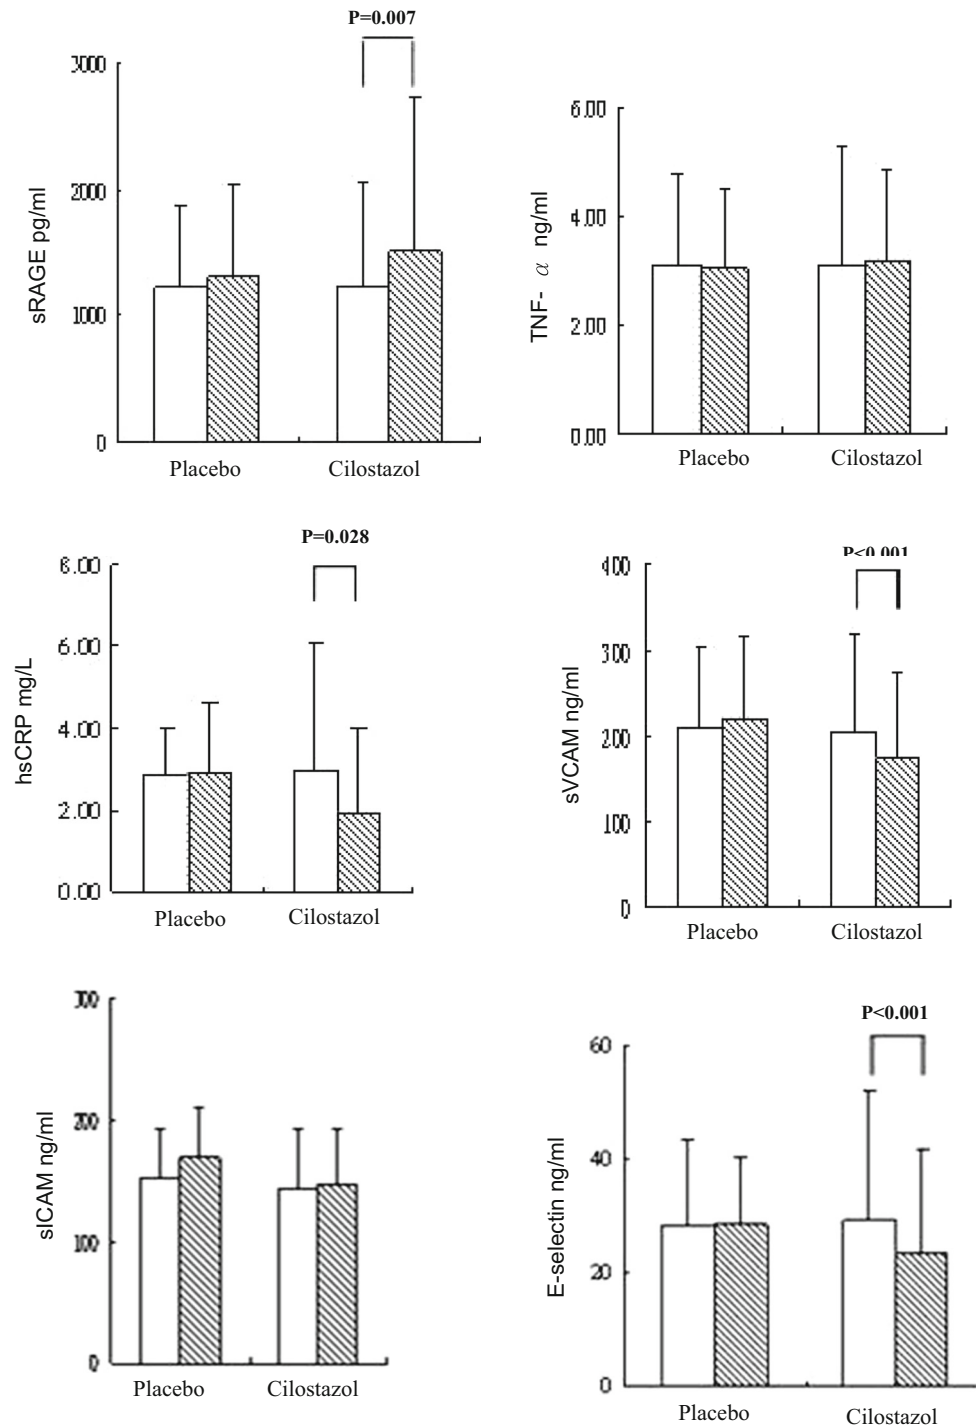 P=0.007
3000
2000
1000
0
sRAGE pg/ml
Placebo
Cilostazol
6.00
4.00
2.00
0.00
TNF- α ng/ml
Placebo
Cilostazol
P=0.028
8.00
6.00
4.00
2.00
0.00
hsCRP mg/L
Placebo
Cilostazol
P<0.001
400
300
200
100
0
sVCAM ng/ml
Placebo
Cilostazol
300
200
100
0
sICAM ng/ml
Placebo
Cilostazol
P<0.001
60
40
20
0
E-selectin ng/ml
Placebo
Cilostazol